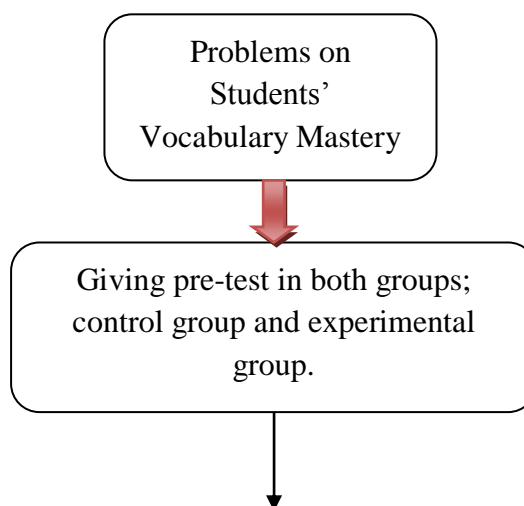 Problems on
Students’
Vocabulary Mastery
Giving pre-test in both groups;
control group and experimental
group.